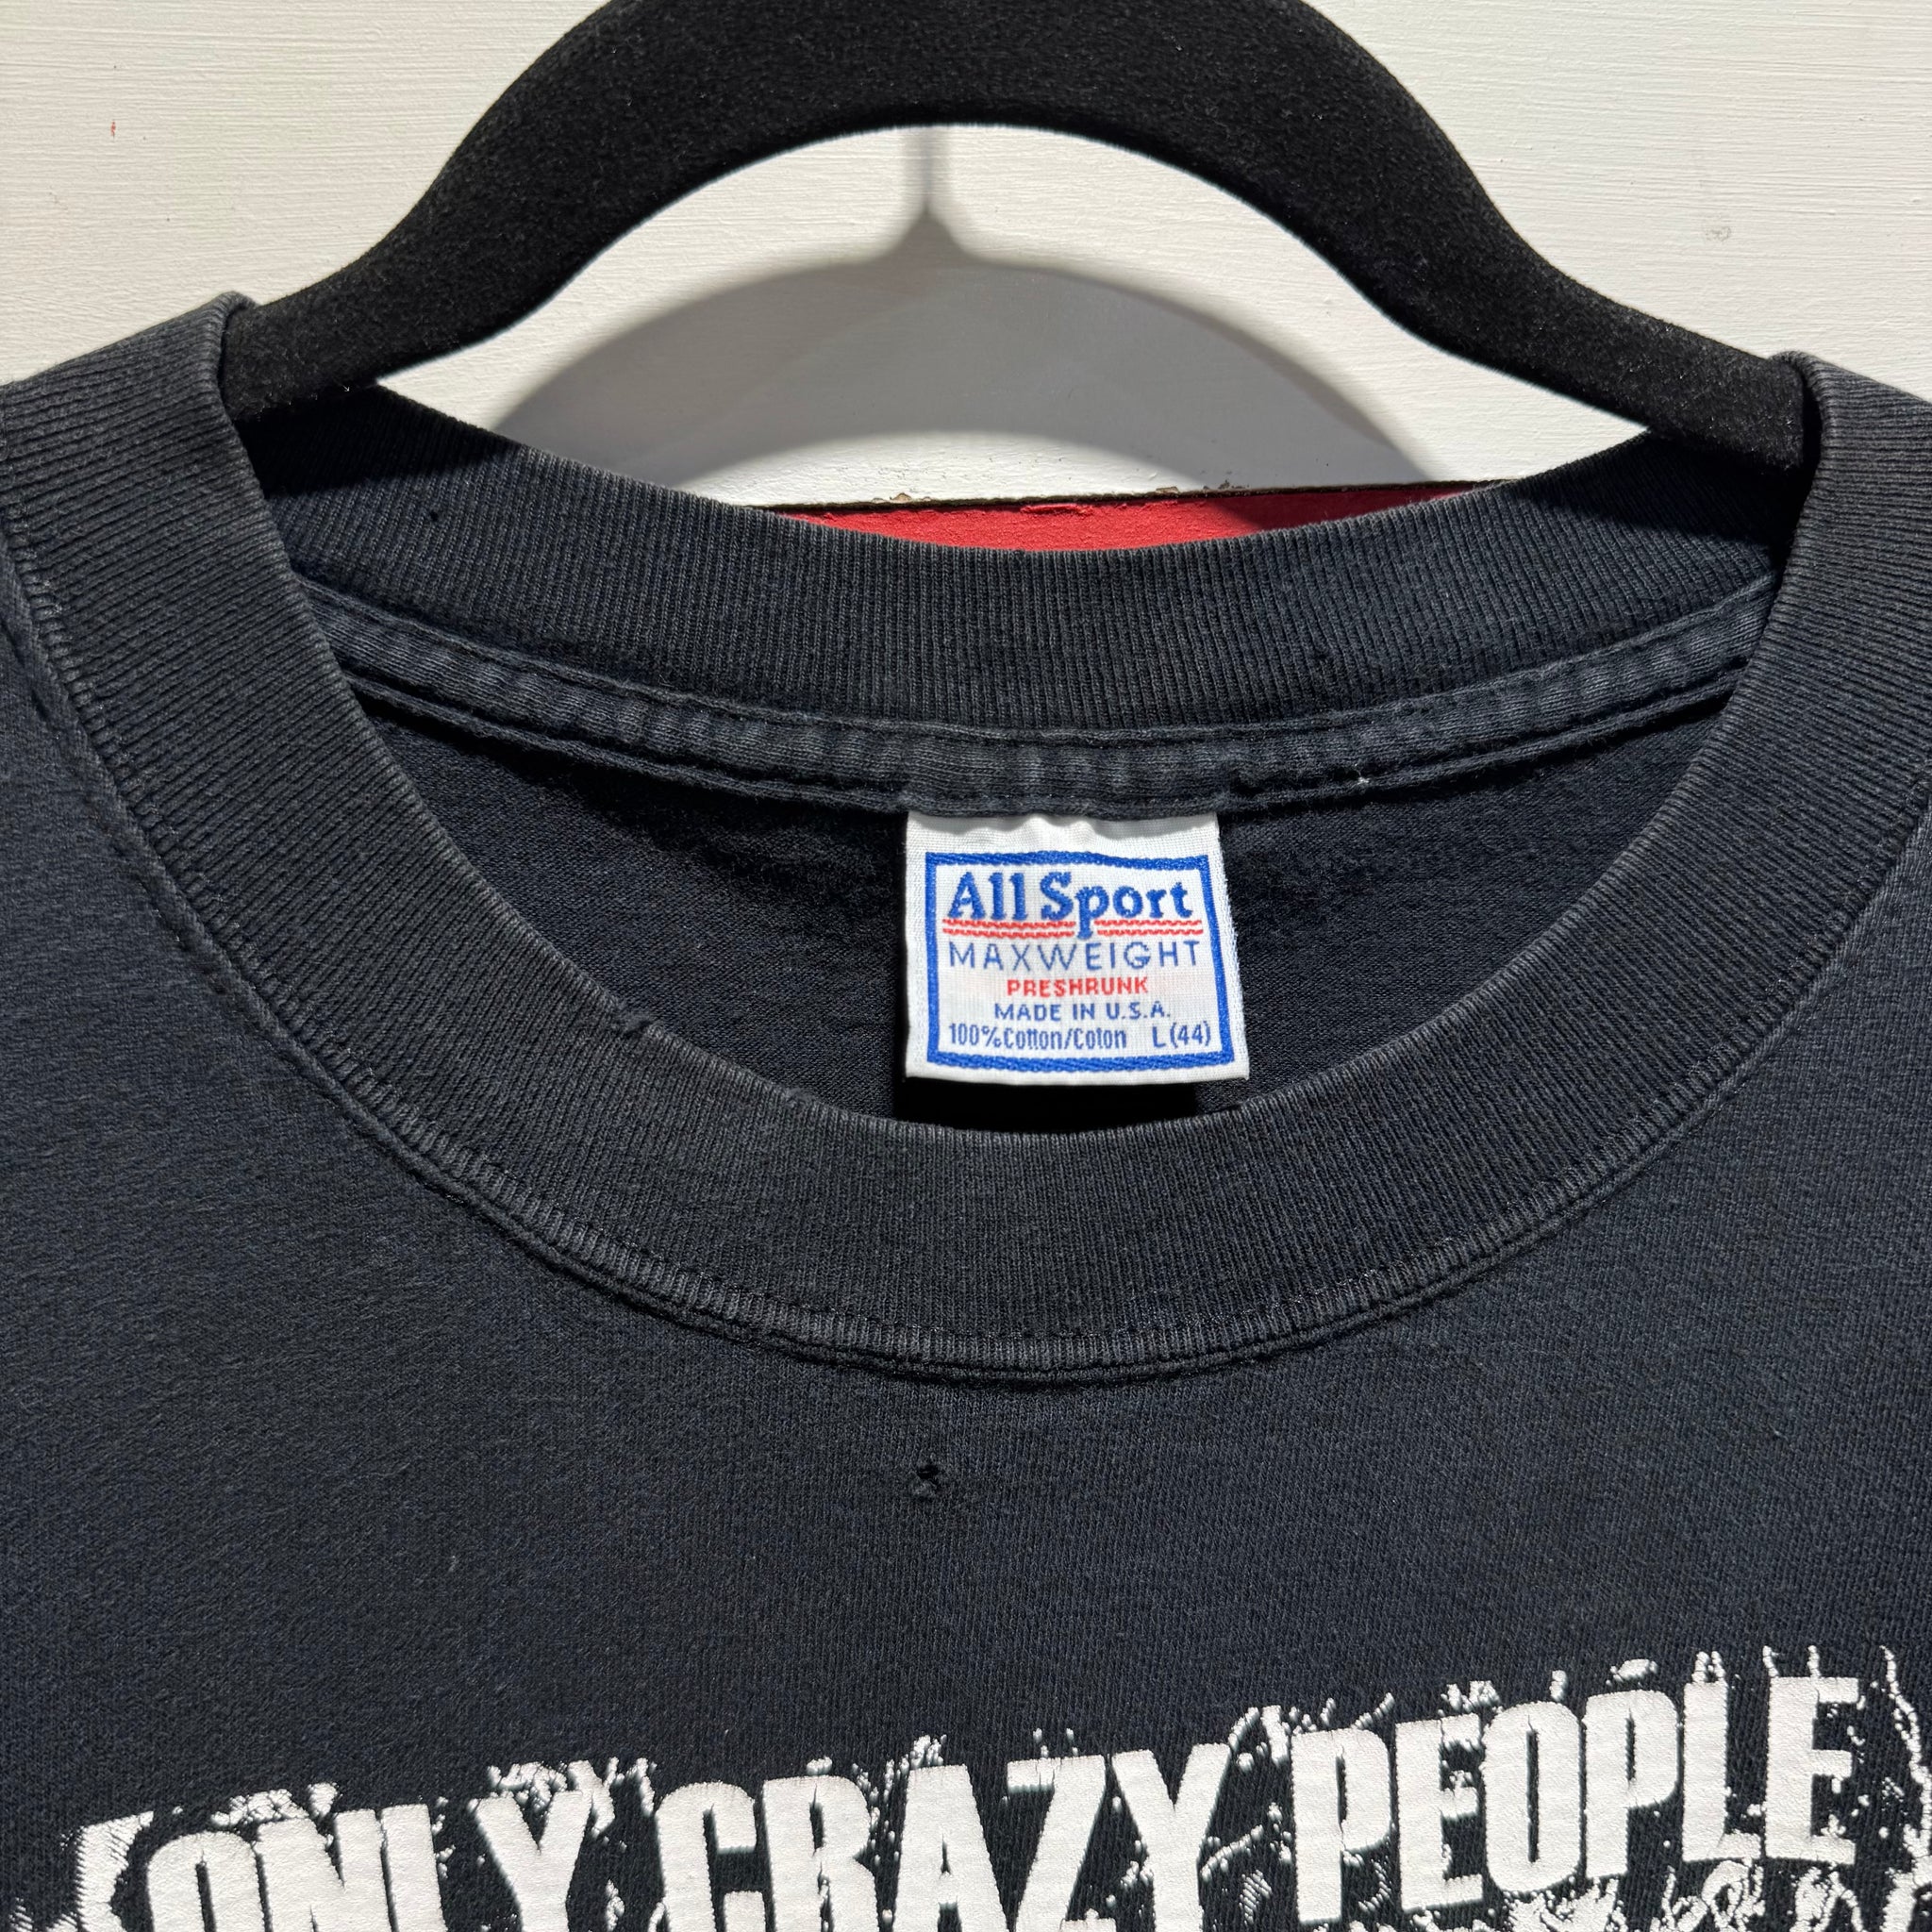 All Sport
MAXWEIGHT
PRESHRUNK
MADE IN U.S.A.
100% Cotton/Coton L(44)
ONLY CRAZY PEOPLE